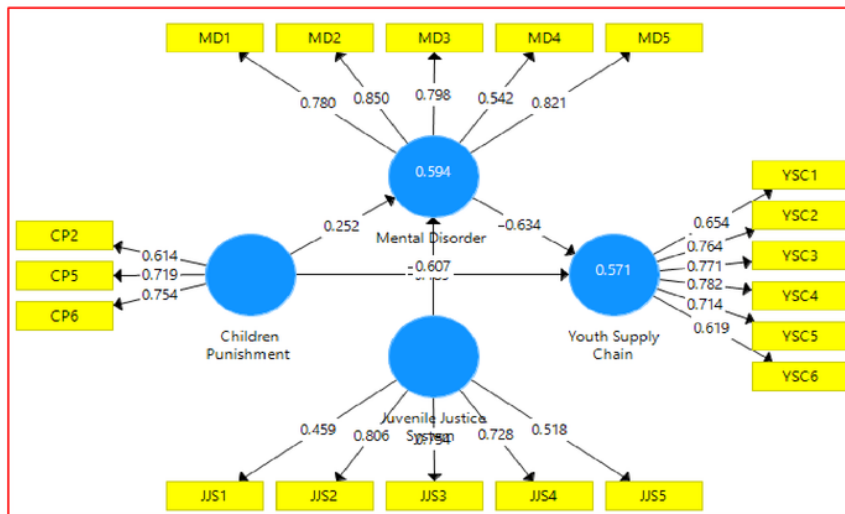 MD1 MD2 MD3 MD4 MD5
0.780 0.850 0.798 0.542 0.821
0.594
Mental Disorder
YSC1
YSC2
YSC3
YSC4
YSC5
YSC6
0.654
0.764
0.771
0.782
0.714
0.619
0.252
-0.634
CP2
CP5
CP6
0.614
0.719
0.754
0.607
0.571
Children
Punishment
Youth Supply
Chain
Juvenile Justice
System
0.459 0.806 0.728 0.518
JJS1 JJS2 JJS3 JJS4 JJS5